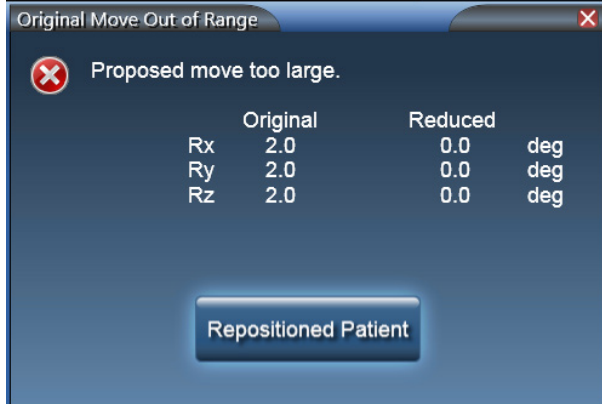 Original Move Out of Range
Proposed move too large.
Original Reduced
Rx 2.0 0.0 deg
Ry 2.0 0.0 deg
Rz 2.0 0.0 deg
Repositioned Patient